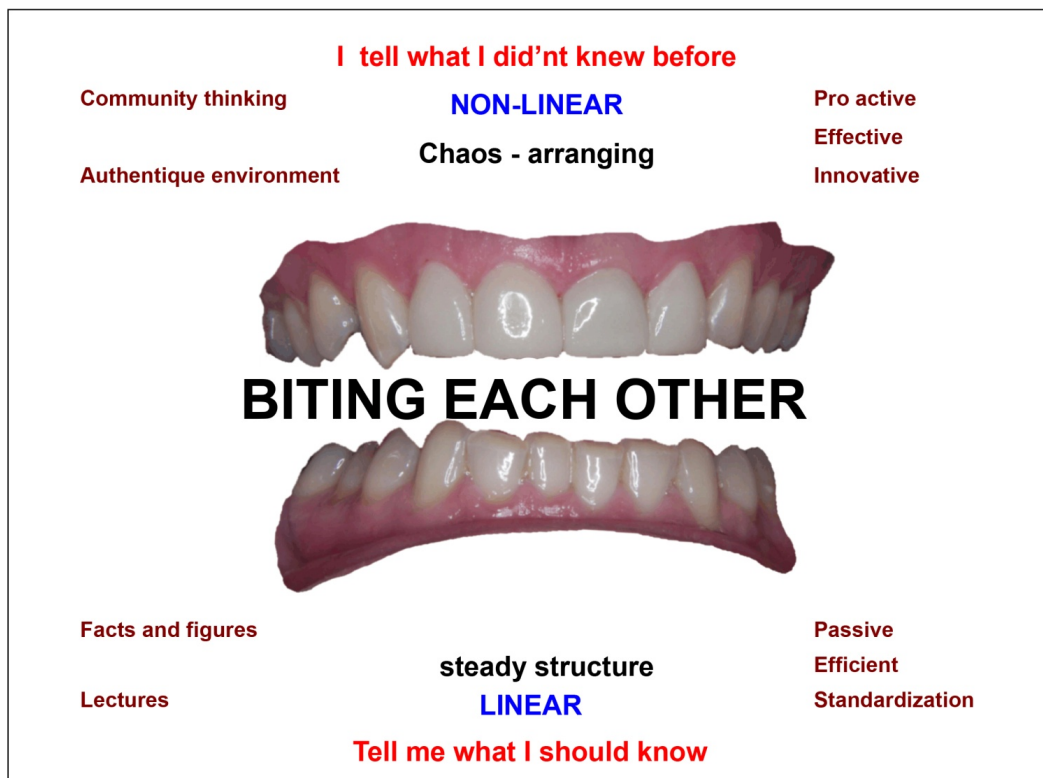 I tell what I did’nt knew before
Community thinking
NON-LINEAR
Pro active
Chaos - arranging
Effective
Authentique environment
Innovative
BITING EACH OTHER
Facts and figures
Passive
steady structure
Efficient
Lectures
LINEAR
Standardization
Tell me what I should know